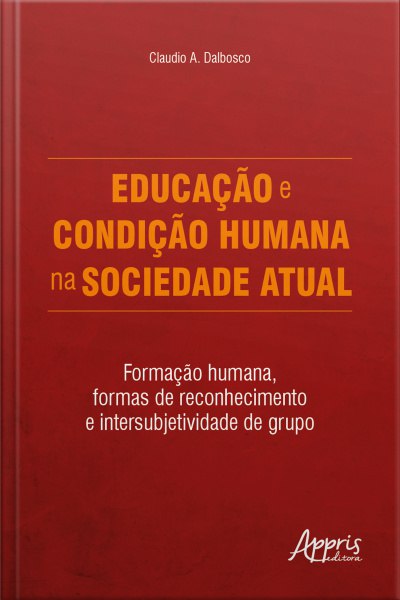 Claudio A. Dalbosco
EDUCAÇÃO e
CONDIÇÃO HUMANA
na SOCIEDADE ATUAL
Formação humana,
formas de reconhecimento
e intersubjetividade de grupo
Appris
editora